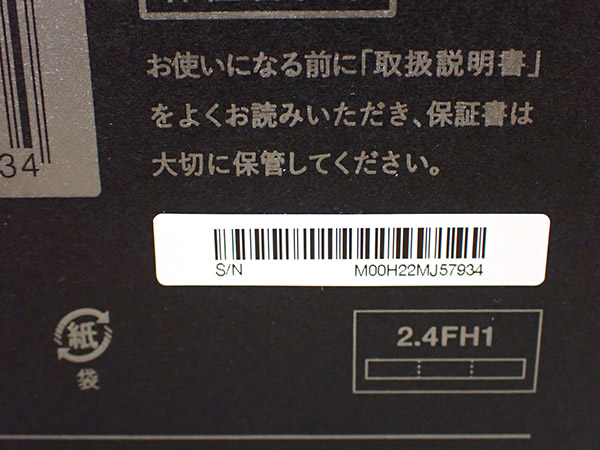 お使いになる前に「取扱説明書」
をよくお読みいただき、保証書は
大切に保管してください。
34
S/N M00H22MJ57934
紙
袋
2.4FH1